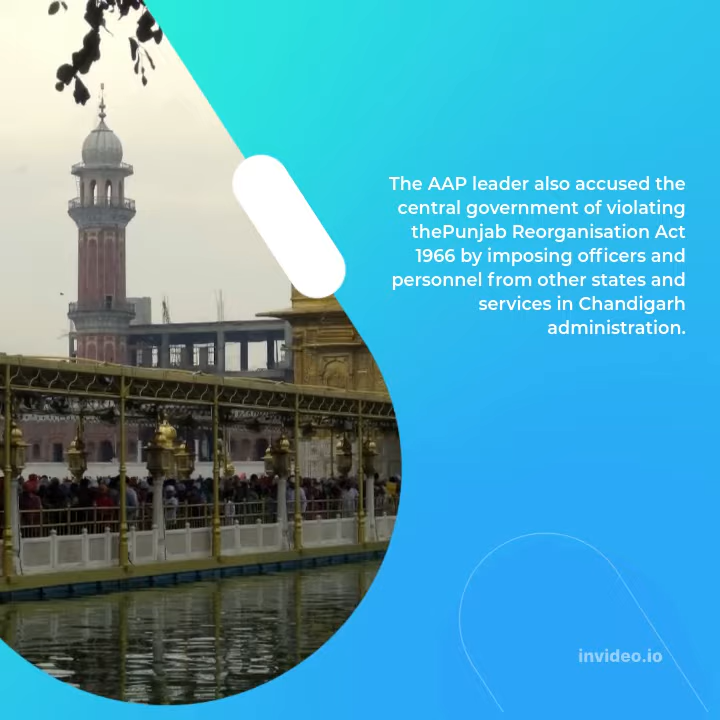 The AAP leader also accused the
central government of violating
thePunjab Reorganisation Act
1966 by imposing officers and
personnel from other states and
services in Chandigarh
administration.
invideo.io